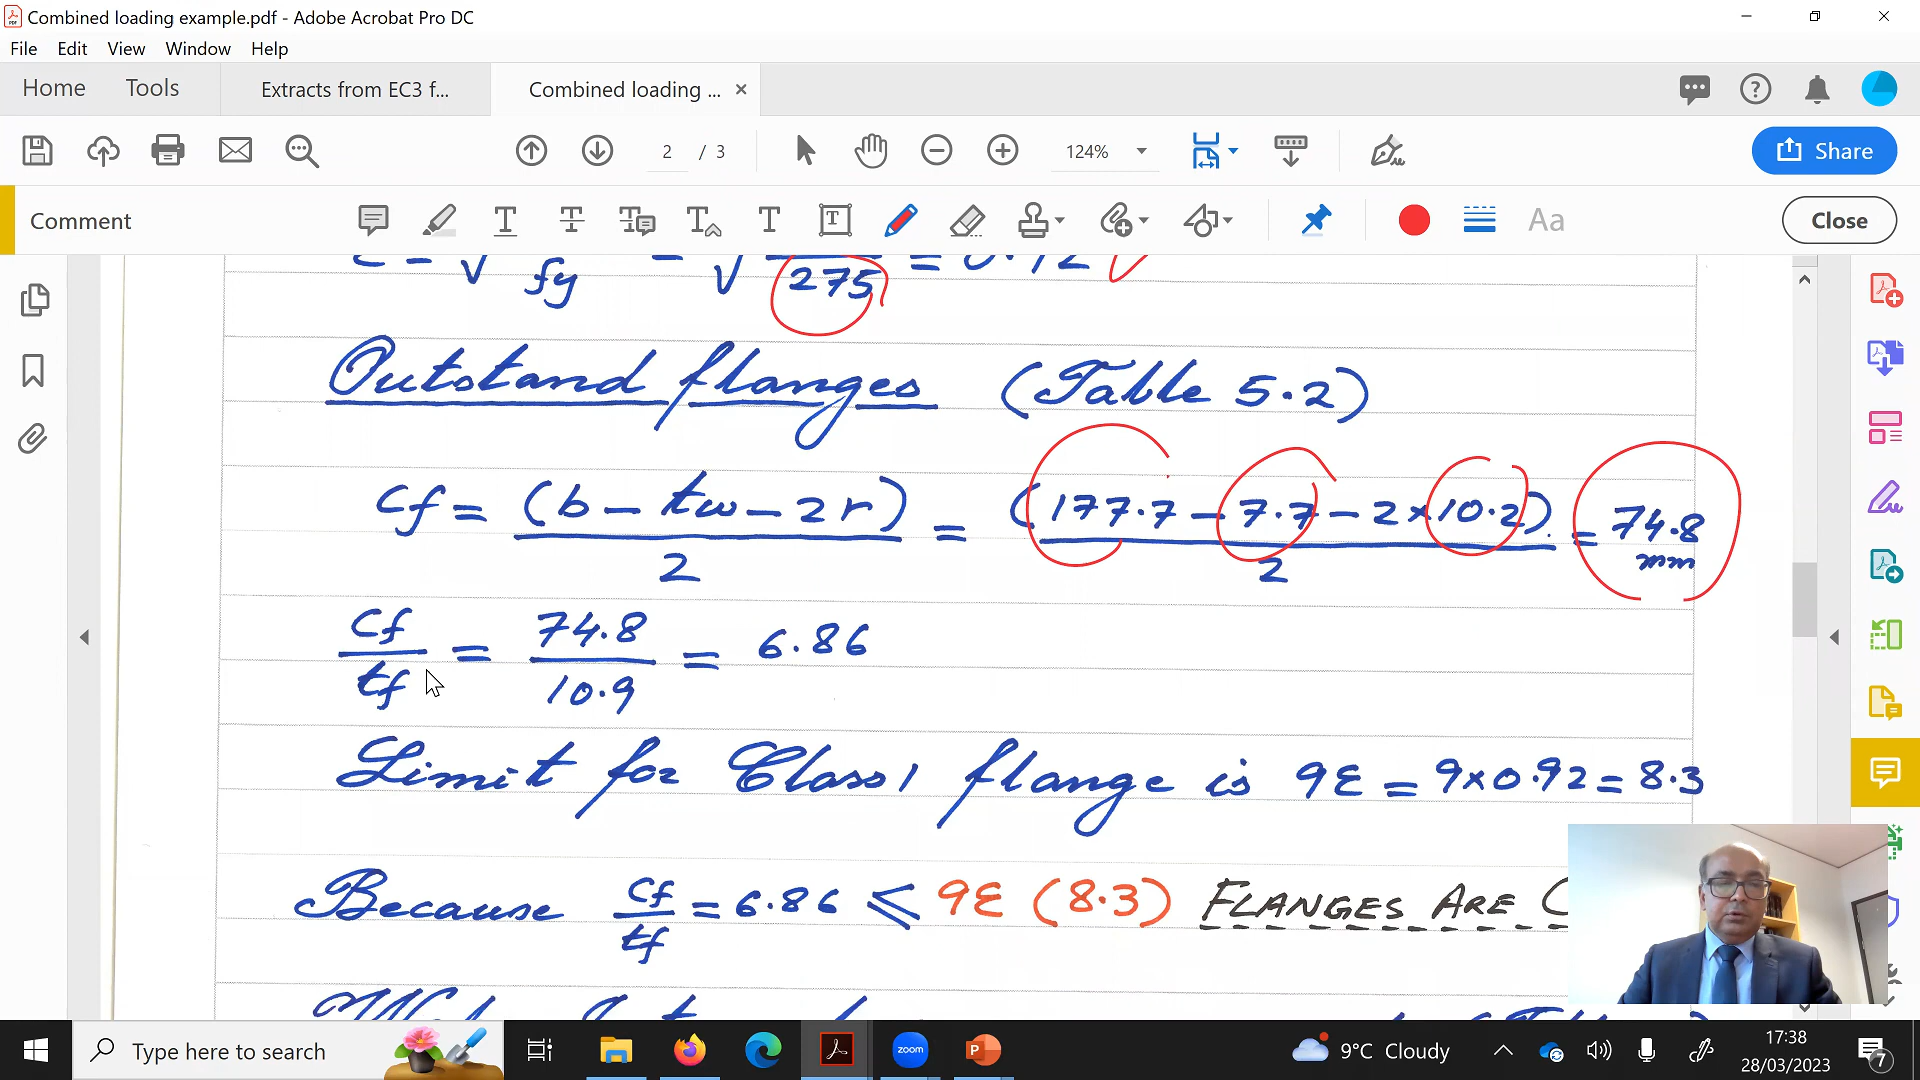 Combined loading example.pdf - Adobe Acrobat Pro DC
File Edit View Window Help
Home Tools Extracts from EC3 f... Combined loading ... ×
2 / 3 124% Share
Comment Aa Close
fy 275
Outstand flanges (Table 5.2)
cf = (b - tw - 2r) / 2 = (177.7 - 7.7 - 2×10.2) / 2 = 74.8 mm
cf / tf = 74.8 / 10.9 = 6.86
Limit for Class 1 flange is 9ε = 9×0.92 = 8.3
Because cf / tf = 6.86 ≤ 9ε (8.3) FLANGES ARE
Type here to search
zoom
9°C Cloudy
17:38
28/03/2023
7